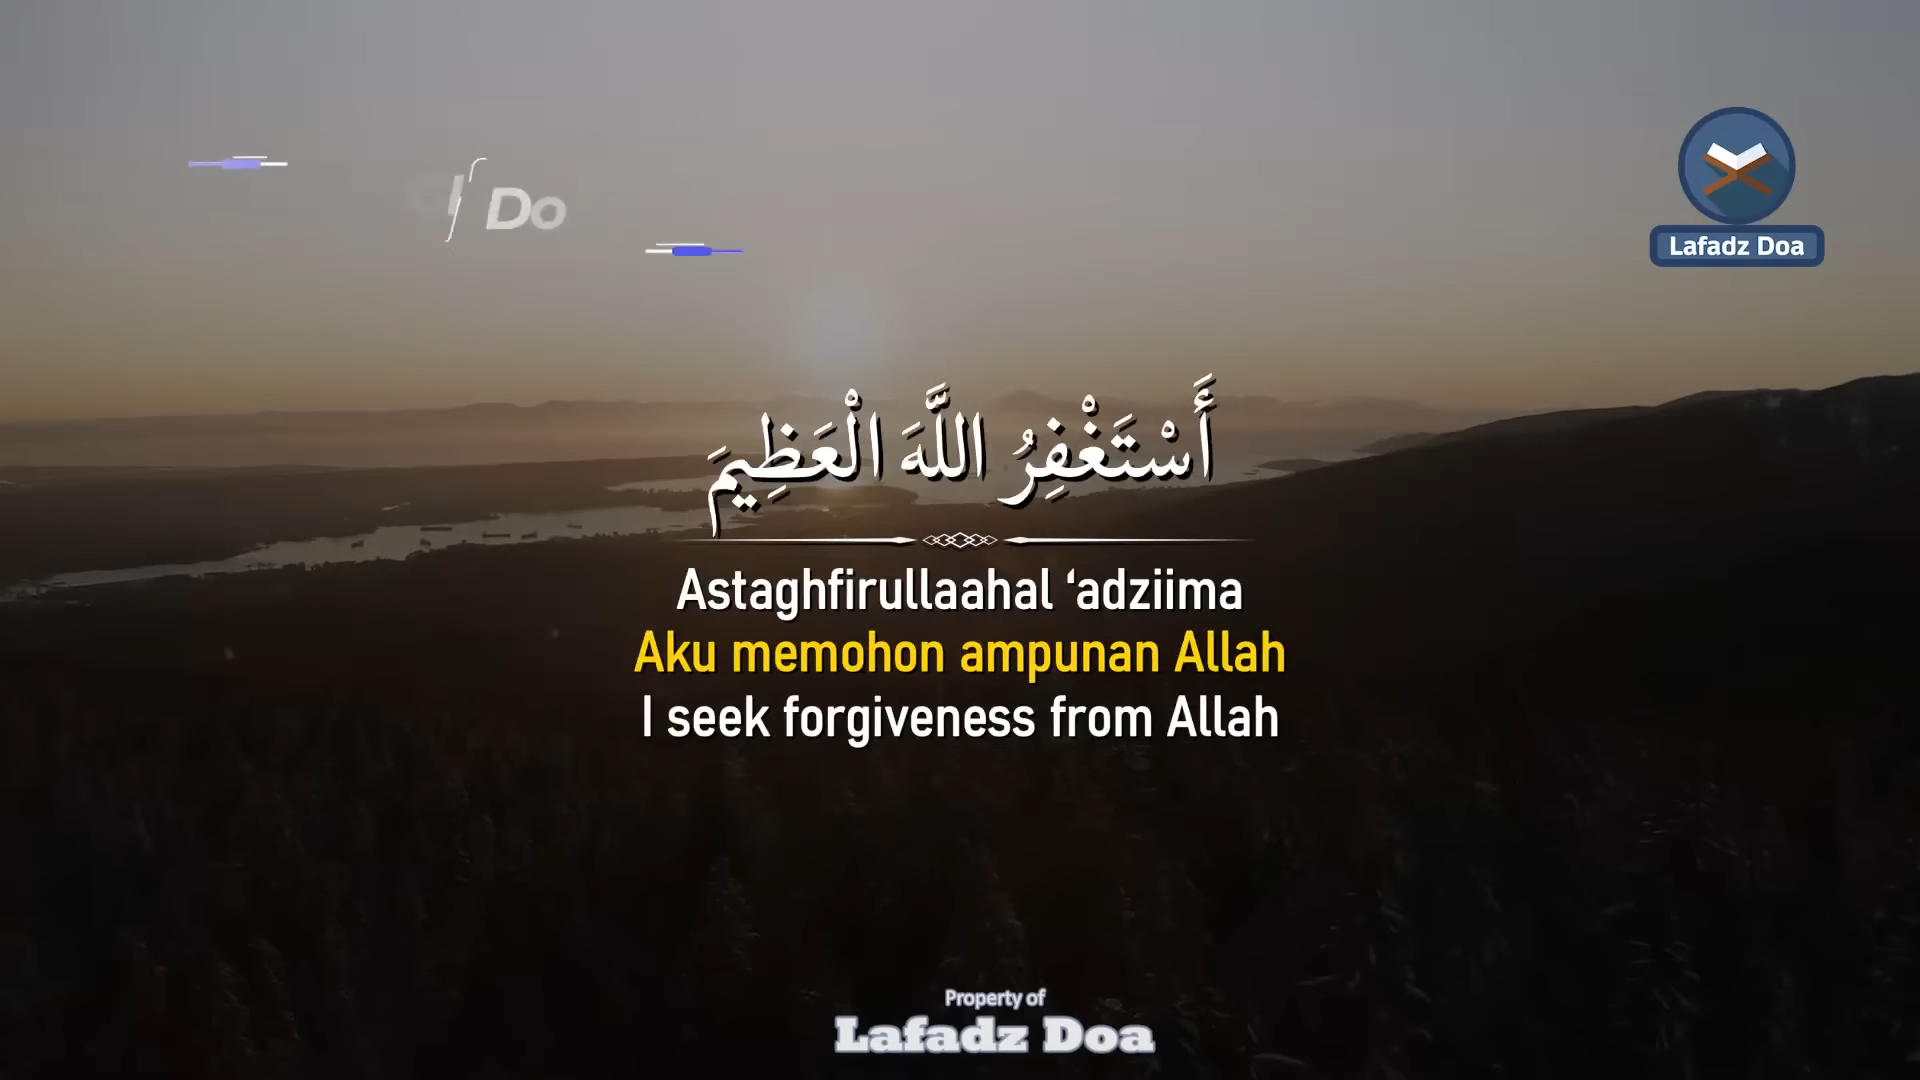 Do
Lafadz Doa
أَسْتَغْفِرُ اللَّهَ الْعَظِيمَ
Astaghfirullaahal ‘adziima
Aku memohon ampunan Allah
I seek forgiveness from Allah
Property of
Lafadz Doa